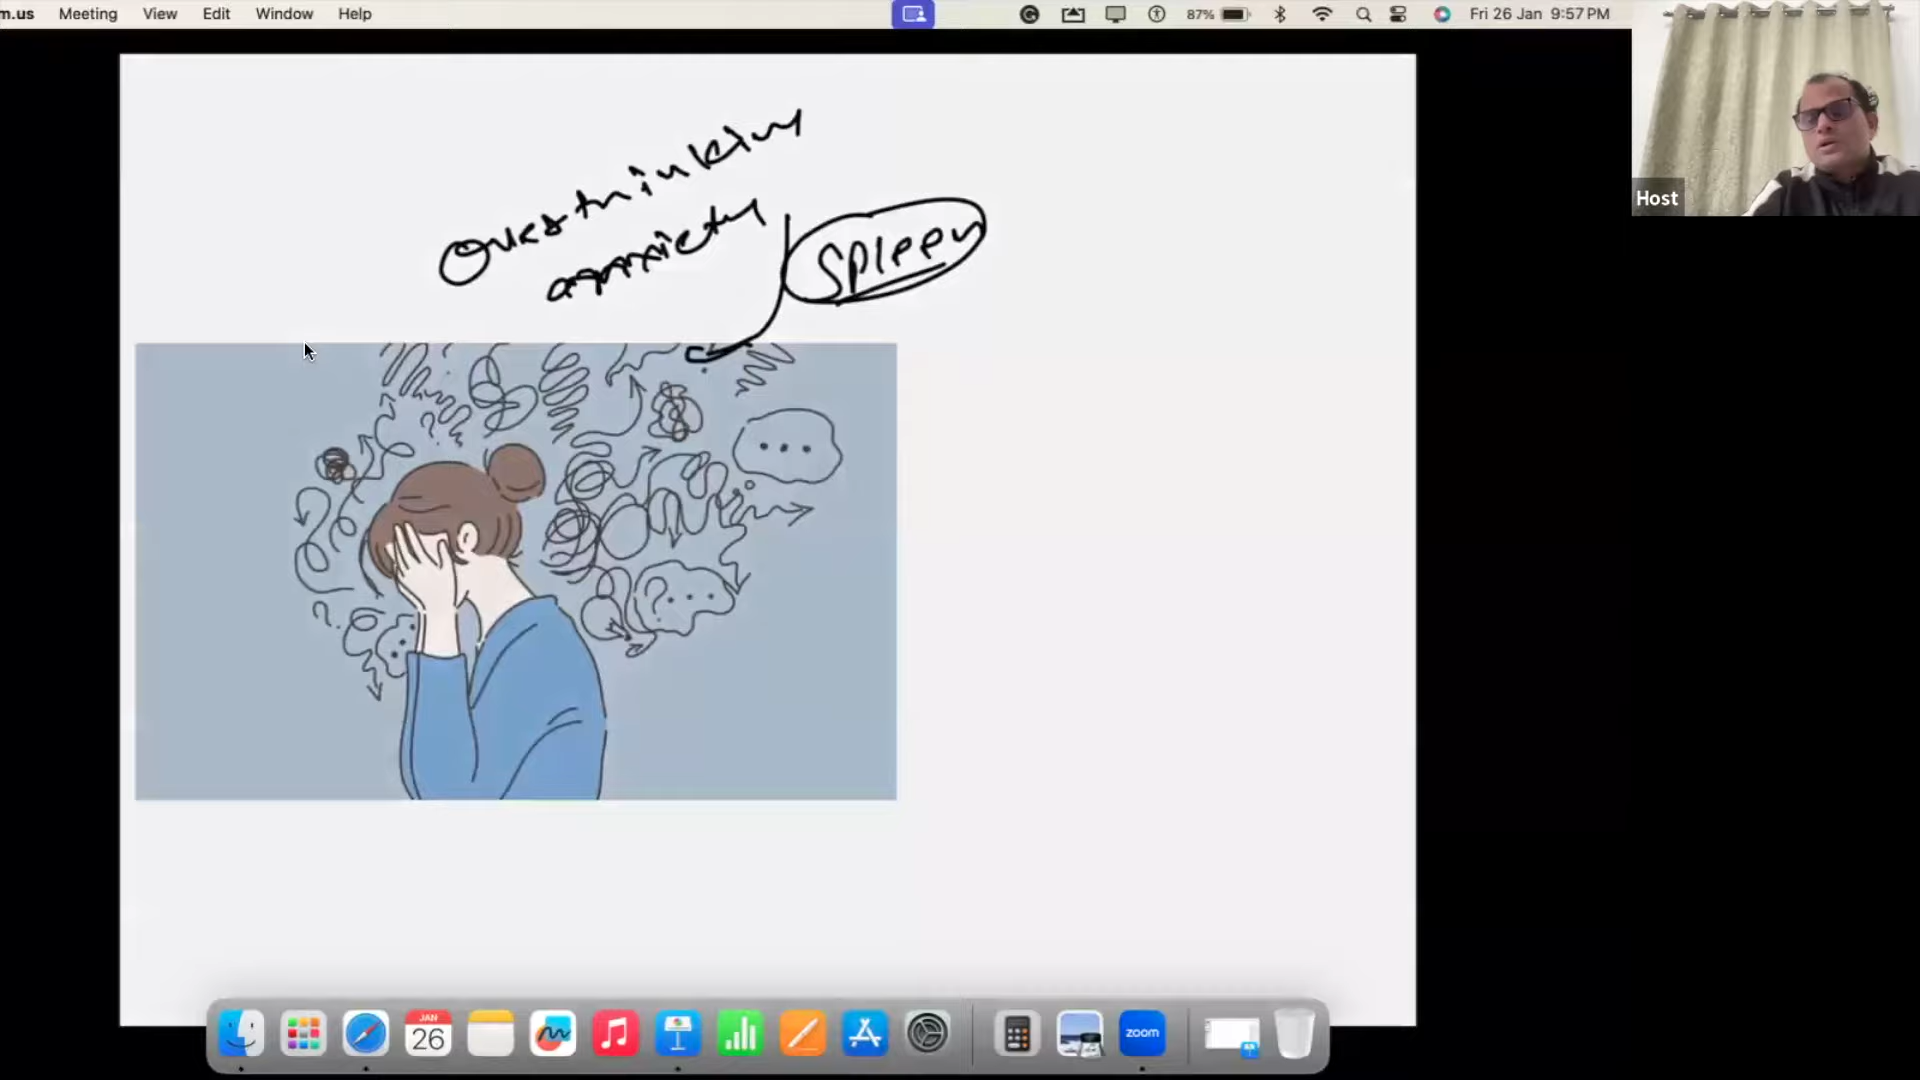 m.us Meeting View Edit Window Help 87% Fri 26 Jan 9:57 PM
Host
Overthinking
anxiety
Spleen
JAN
26
zoom